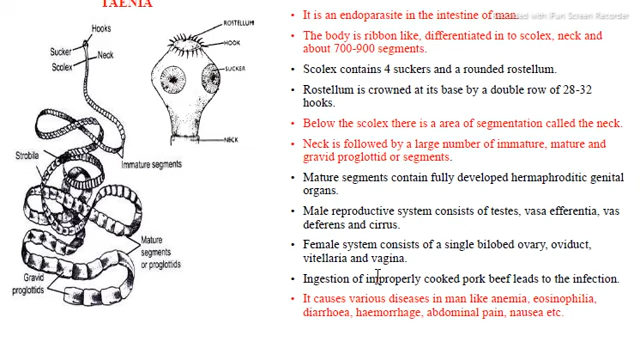 TAENIA
Hooks
Sucker
Neck
Scolex
Strobila
Immature segments
Mature
segments
or proglottids
Gravid
proglottids
ROSTELLUM
HOOK
SUCKER
NECK
• It is an endoparasite in the intestine of man.
with iFun Screen Recorder
• The body is ribbon like, differentiated in to scolex, neck and
about 700-900 segments.
• Scolex contains 4 suckers and a rounded rostellum.
• Rostellum is crowned at its base by a double row of 28-32
hooks.
• Below the scolex there is a area of segmentation called the neck.
• Neck is followed by a large number of immature, mature and
gravid proglottid or segments.
• Mature segments contain fully developed hermaphroditic genital
organs.
• Male reproductive system consists of testes, vasa efferentia, vas
deferens and cirrus.
• Female system consists of a single bilobed ovary, oviduct,
vitellaria and vagina.
• Ingestion of improperly cooked pork beef leads to the infection.
• It causes various diseases in man like anemia, eosinophilia,
diarrhoea, haemorrhage, abdominal pain, nausea etc.